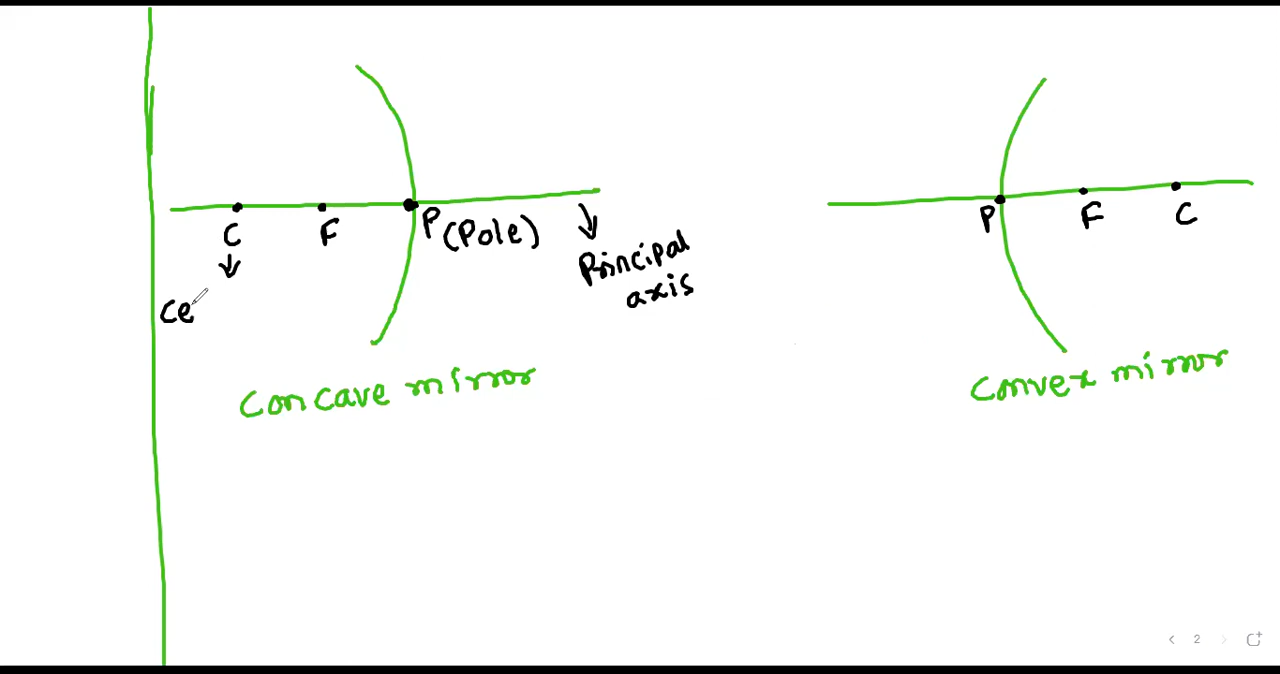 C F P (Pole)
Principal
axis
Ce
concave mirror
P F C
convex mirror
2